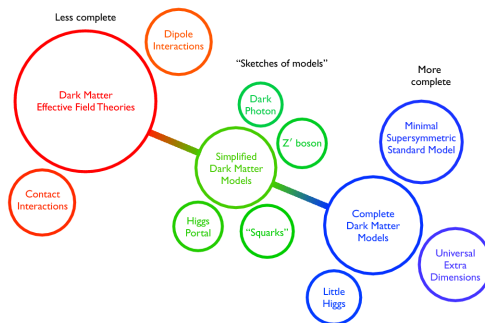 Less complete
Dipole
Interactions
"Sketches of models"
More
complete
Dark Matter
Effective Field Theories
Dark
Photon
Z′ boson
Minimal
Supersymmetric
Standard Model
Simplified
Dark Matter
Models
Contact
Interactions
Higgs
Portal
"Squarks"
Complete
Dark Matter
Models
Universal
Extra
Dimensions
Little
Higgs